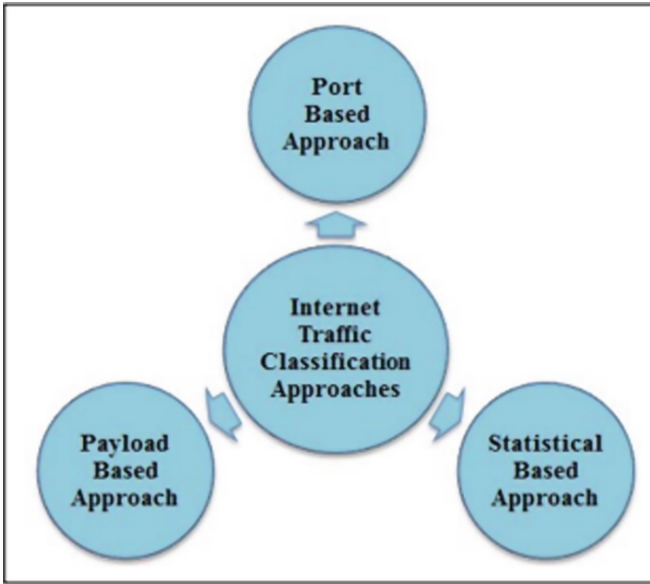 Port
Based
Approach
Internet
Traffic
Classification
Approaches
Payload
Based
Approach
Statistical
Based
Approach